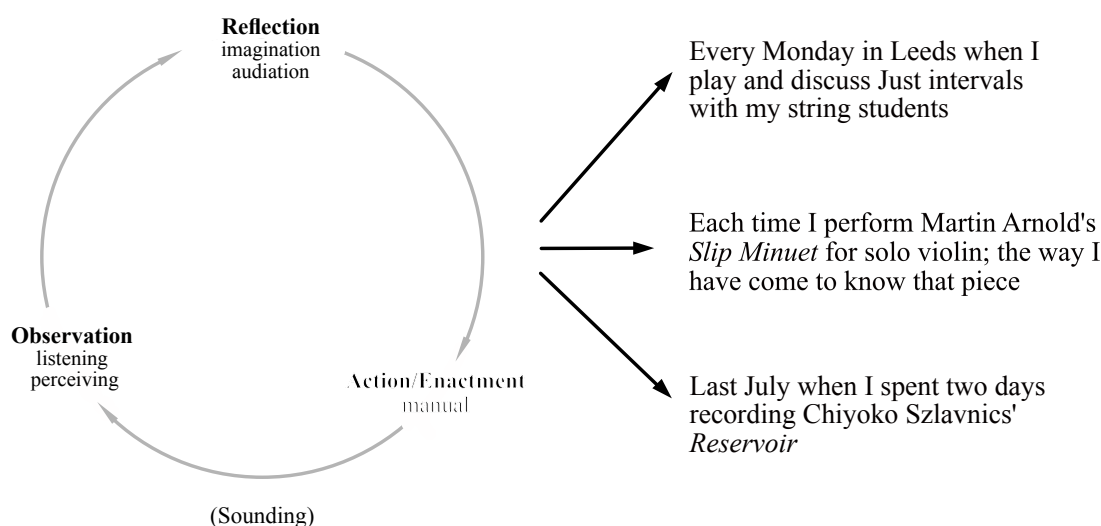 Reflection
imagination
audiation
Observation
listening
perceiving
Action/Enactment
manual
(Sounding)
Every Monday in Leeds when I
play and discuss Just intervals
with my string students
Each time I perform Martin Arnold's
Slip Minuet for solo violin; the way I
have come to know that piece
Last July when I spent two days
recording Chiyoko Szlavnics'
Reservoir